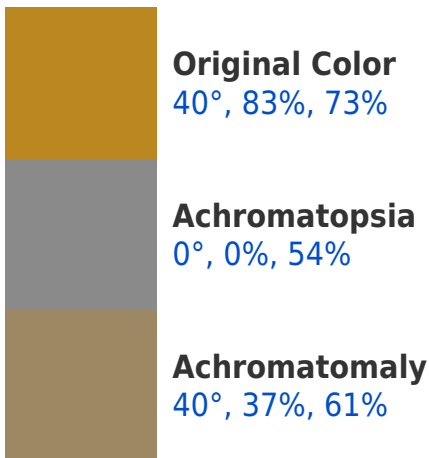 Original Color
40°, 83%, 73%
Achromatopsia
0°, 0%, 54%
Achromatomaly
40°, 37%, 61%